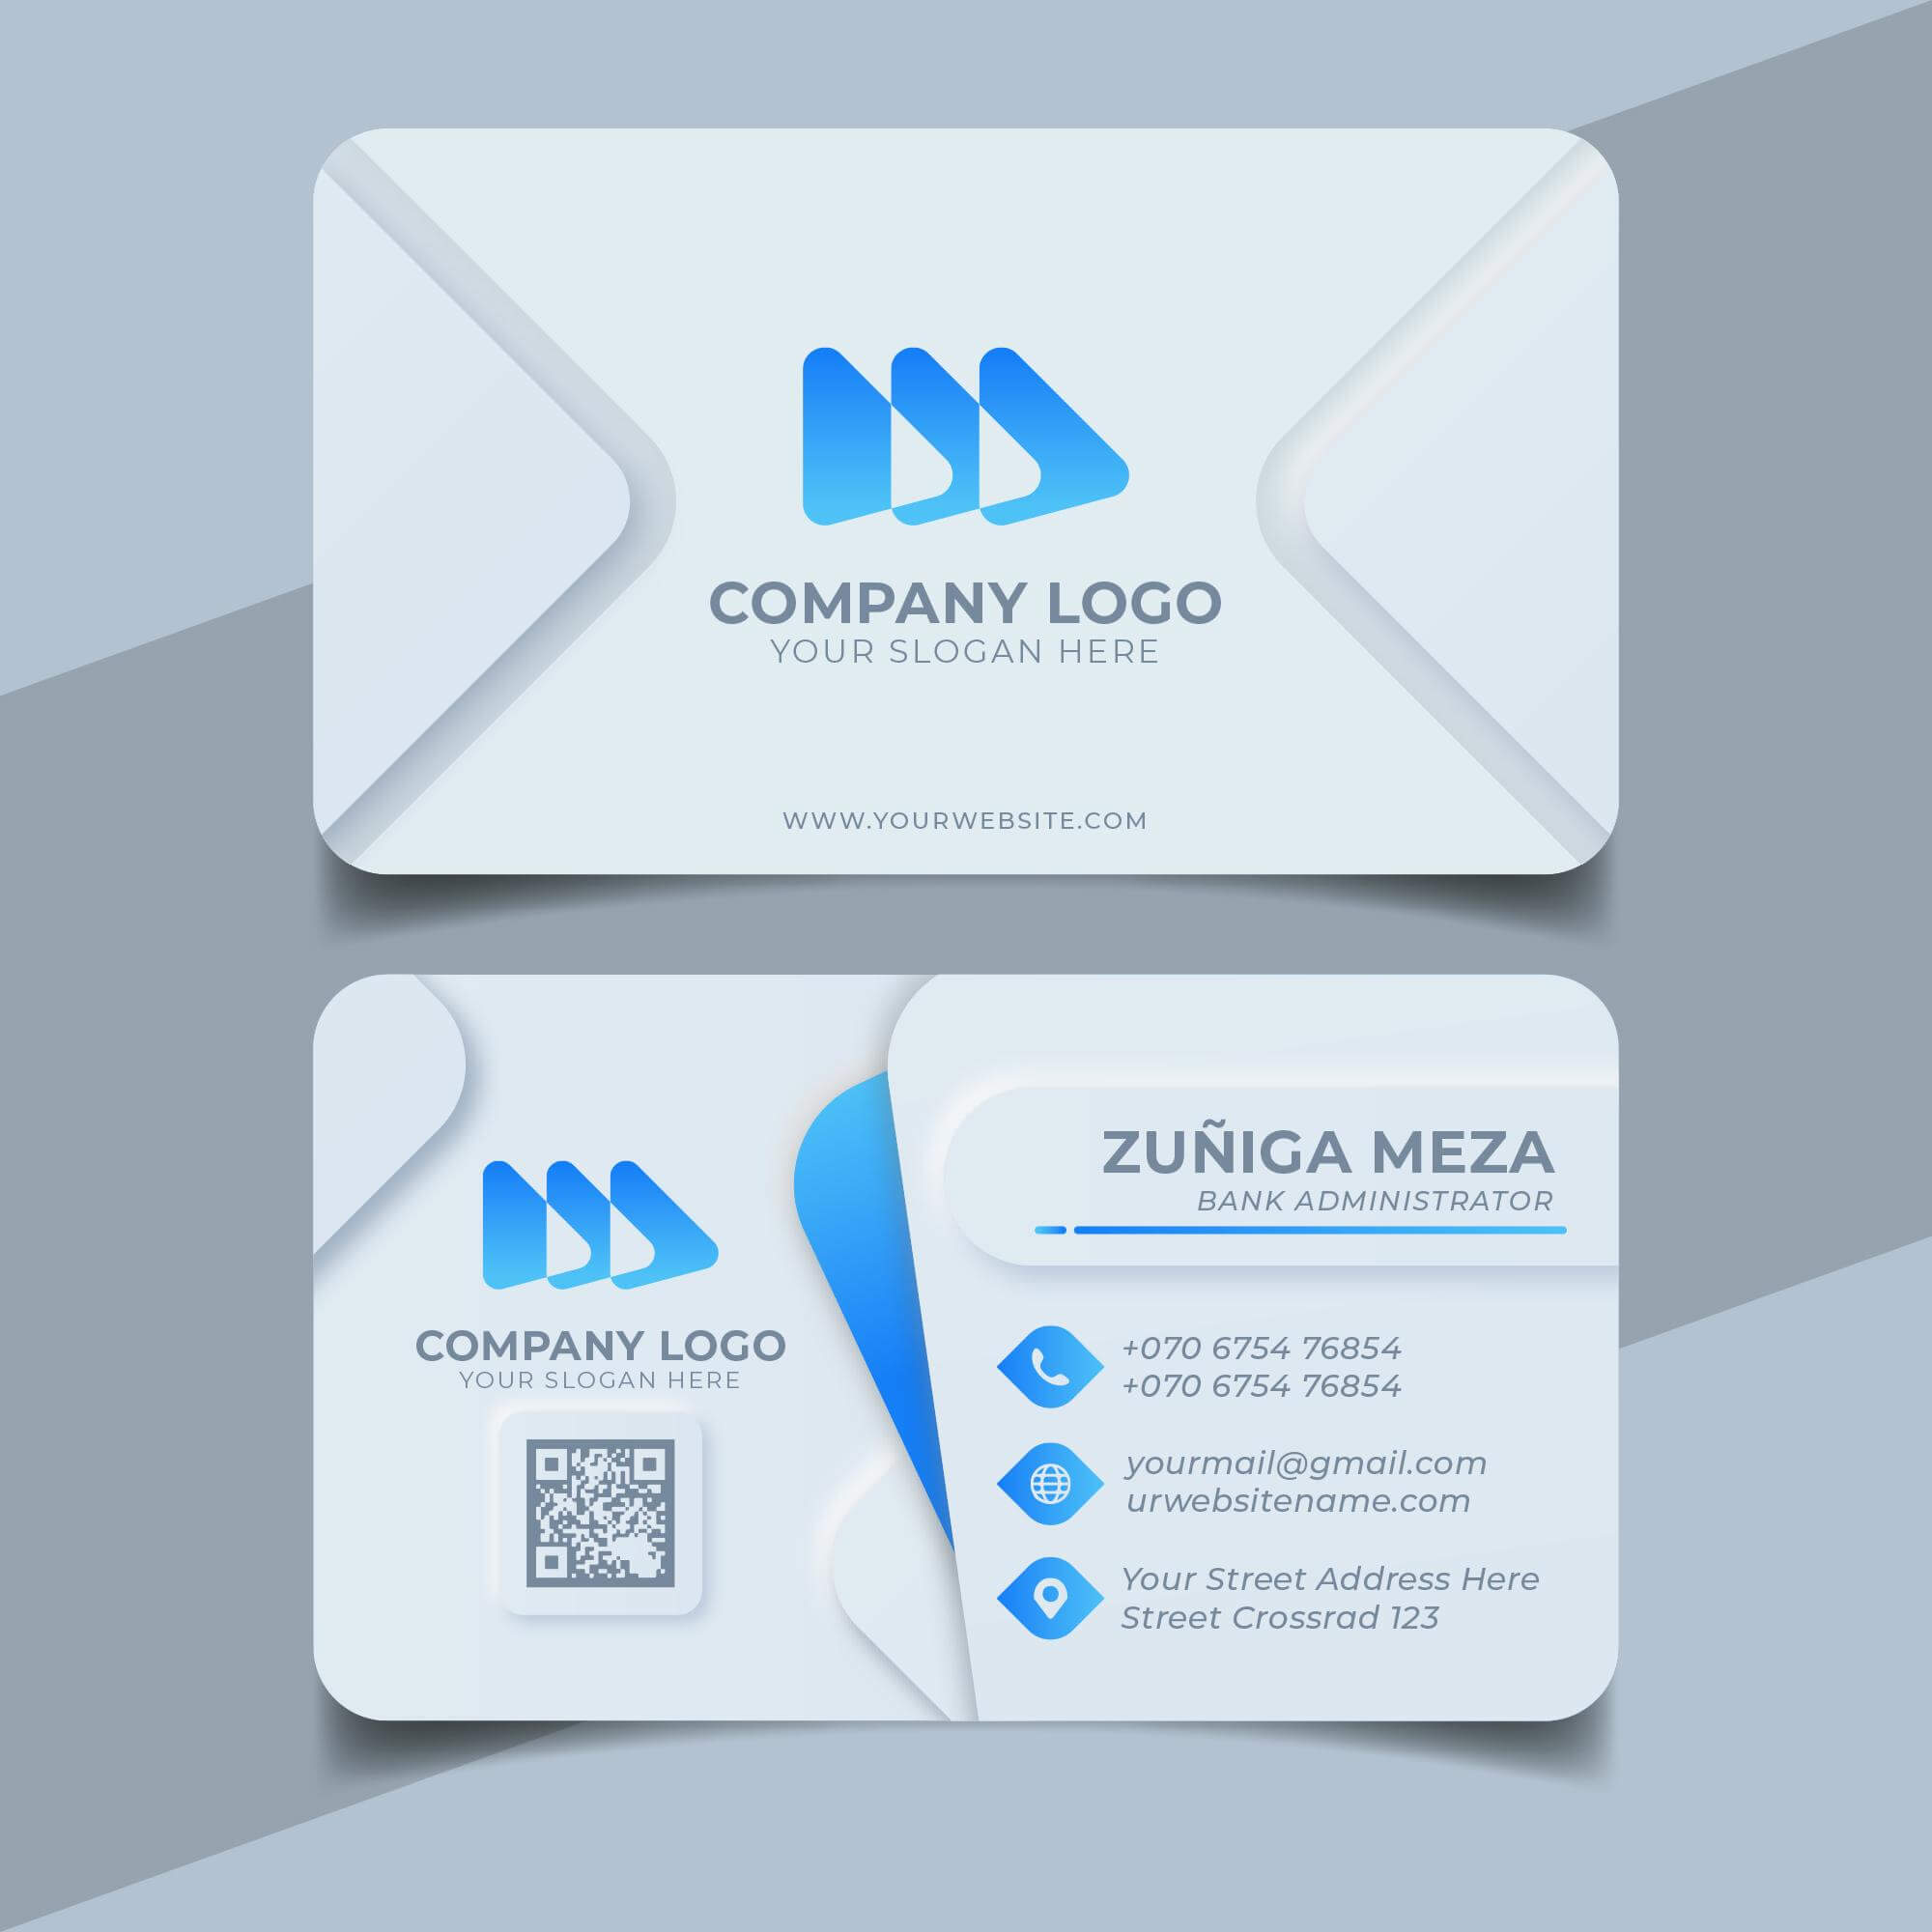 COMPANY LOGO
YOUR SLOGAN HERE
WWW.YOURWEBSITE.COM
COMPANY LOGO
YOUR SLOGAN HERE
ZUÑIGA MEZA
BANK ADMINISTRATOR
+070 6754 76854
+070 6754 76854
yourmail@gmail.com
urwebsitename.com
Your Street Address Here
Street Crossrad 123